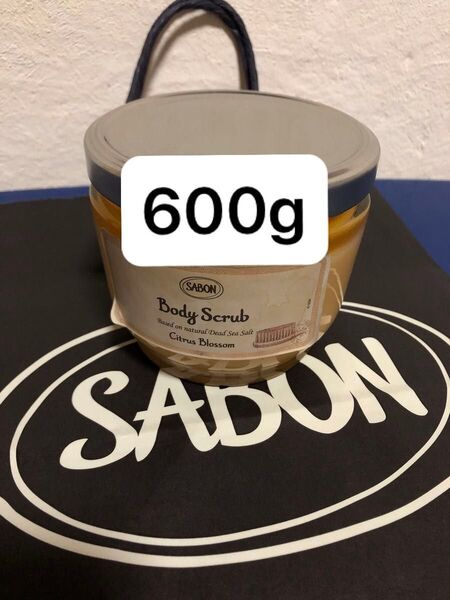 600g
SABON
Body Scrub
Based on natural Dead Sea Salt
Citrus Blossom
SABON